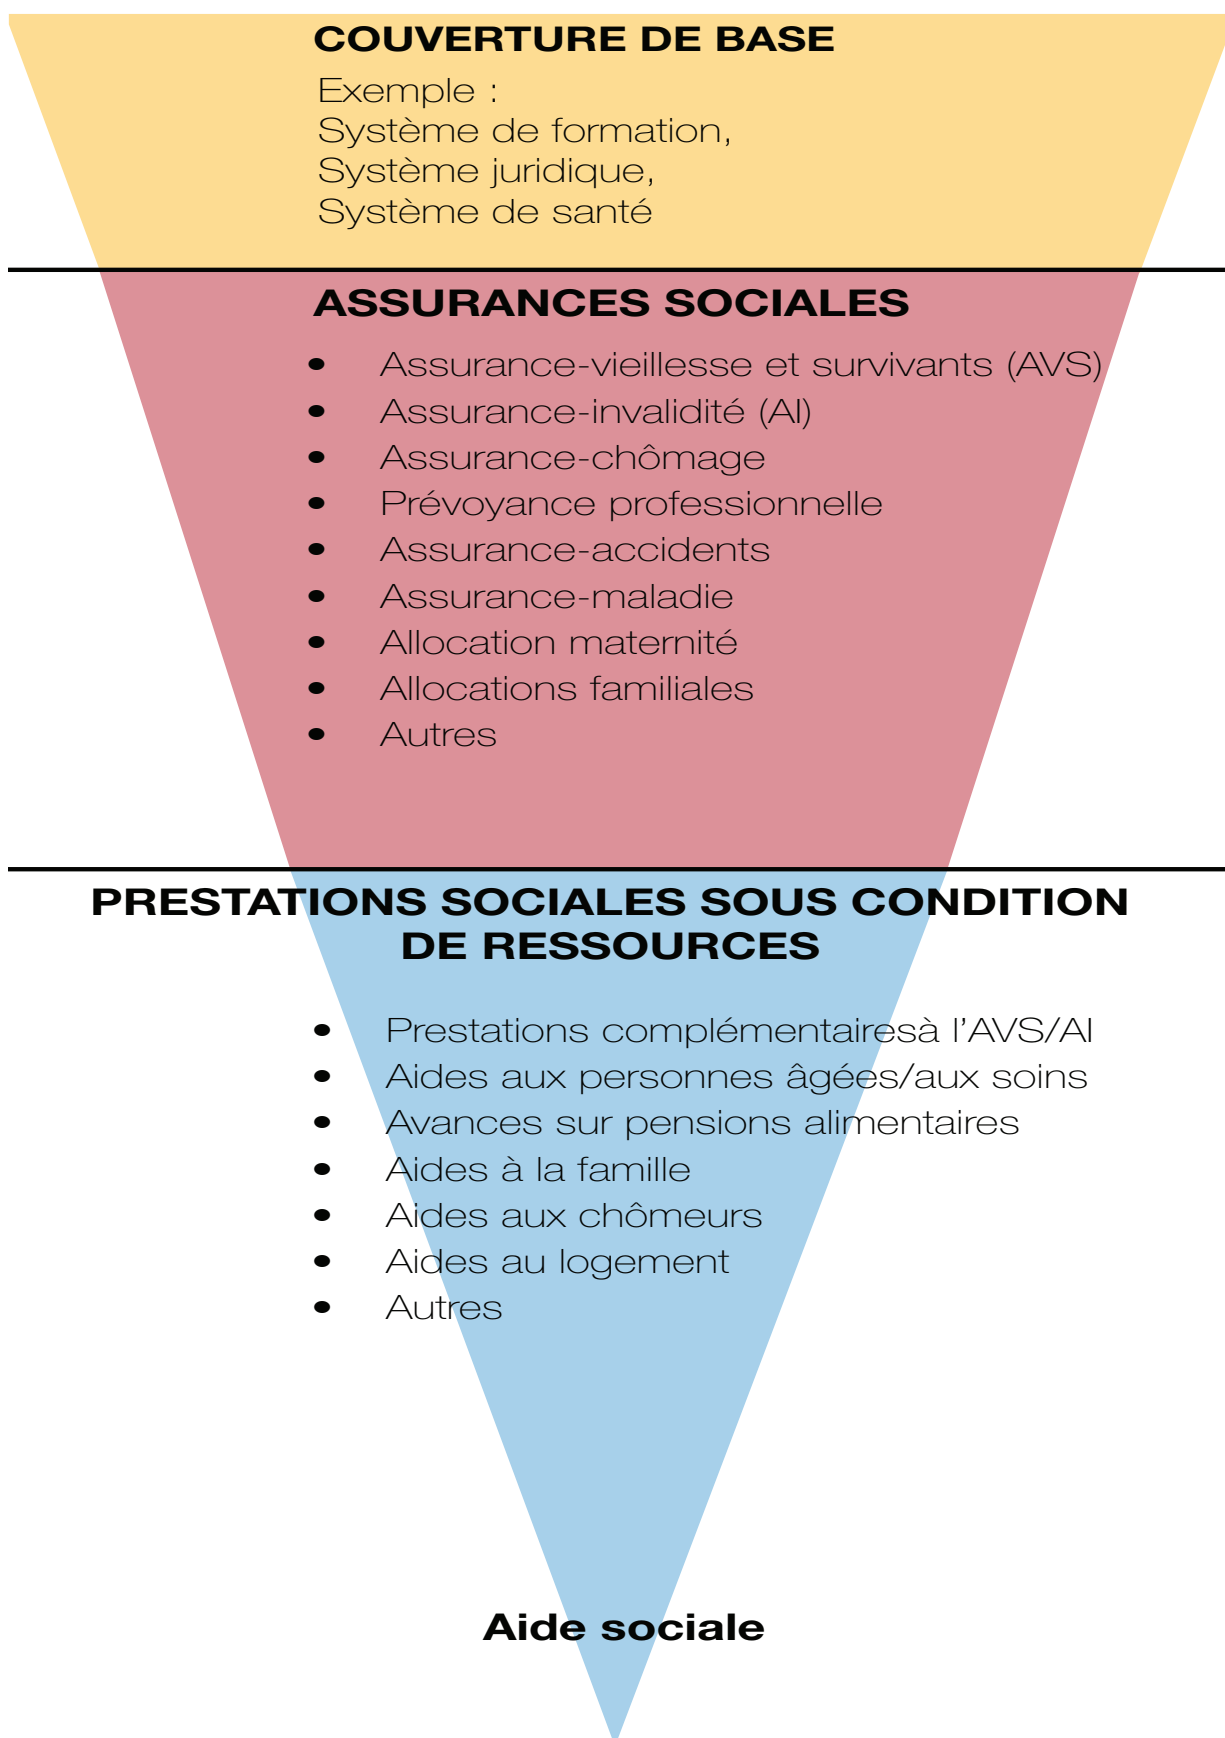 COUVERTURE DE BASE
Exemple :
Système de formation,
Système juridique,
Système de santé
ASSURANCES SOCIALES
• Assurance-vieillesse et survivants (AVS)
• Assurance-invalidité (AI)
• Assurance-chômage
• Prévoyance professionnelle
• Assurance-accidents
• Assurance-maladie
• Allocation maternité
• Allocations familiales
• Autres
PRESTATIONS SOCIALES SOUS CONDITION
DE RESSOURCES
• Prestations complémentairesà l’AVS/AI
• Aides aux personnes âgées/aux soins
• Avances sur pensions alimentaires
• Aides à la famille
• Aides aux chômeurs
• Aides au logement
• Autres
Aide sociale